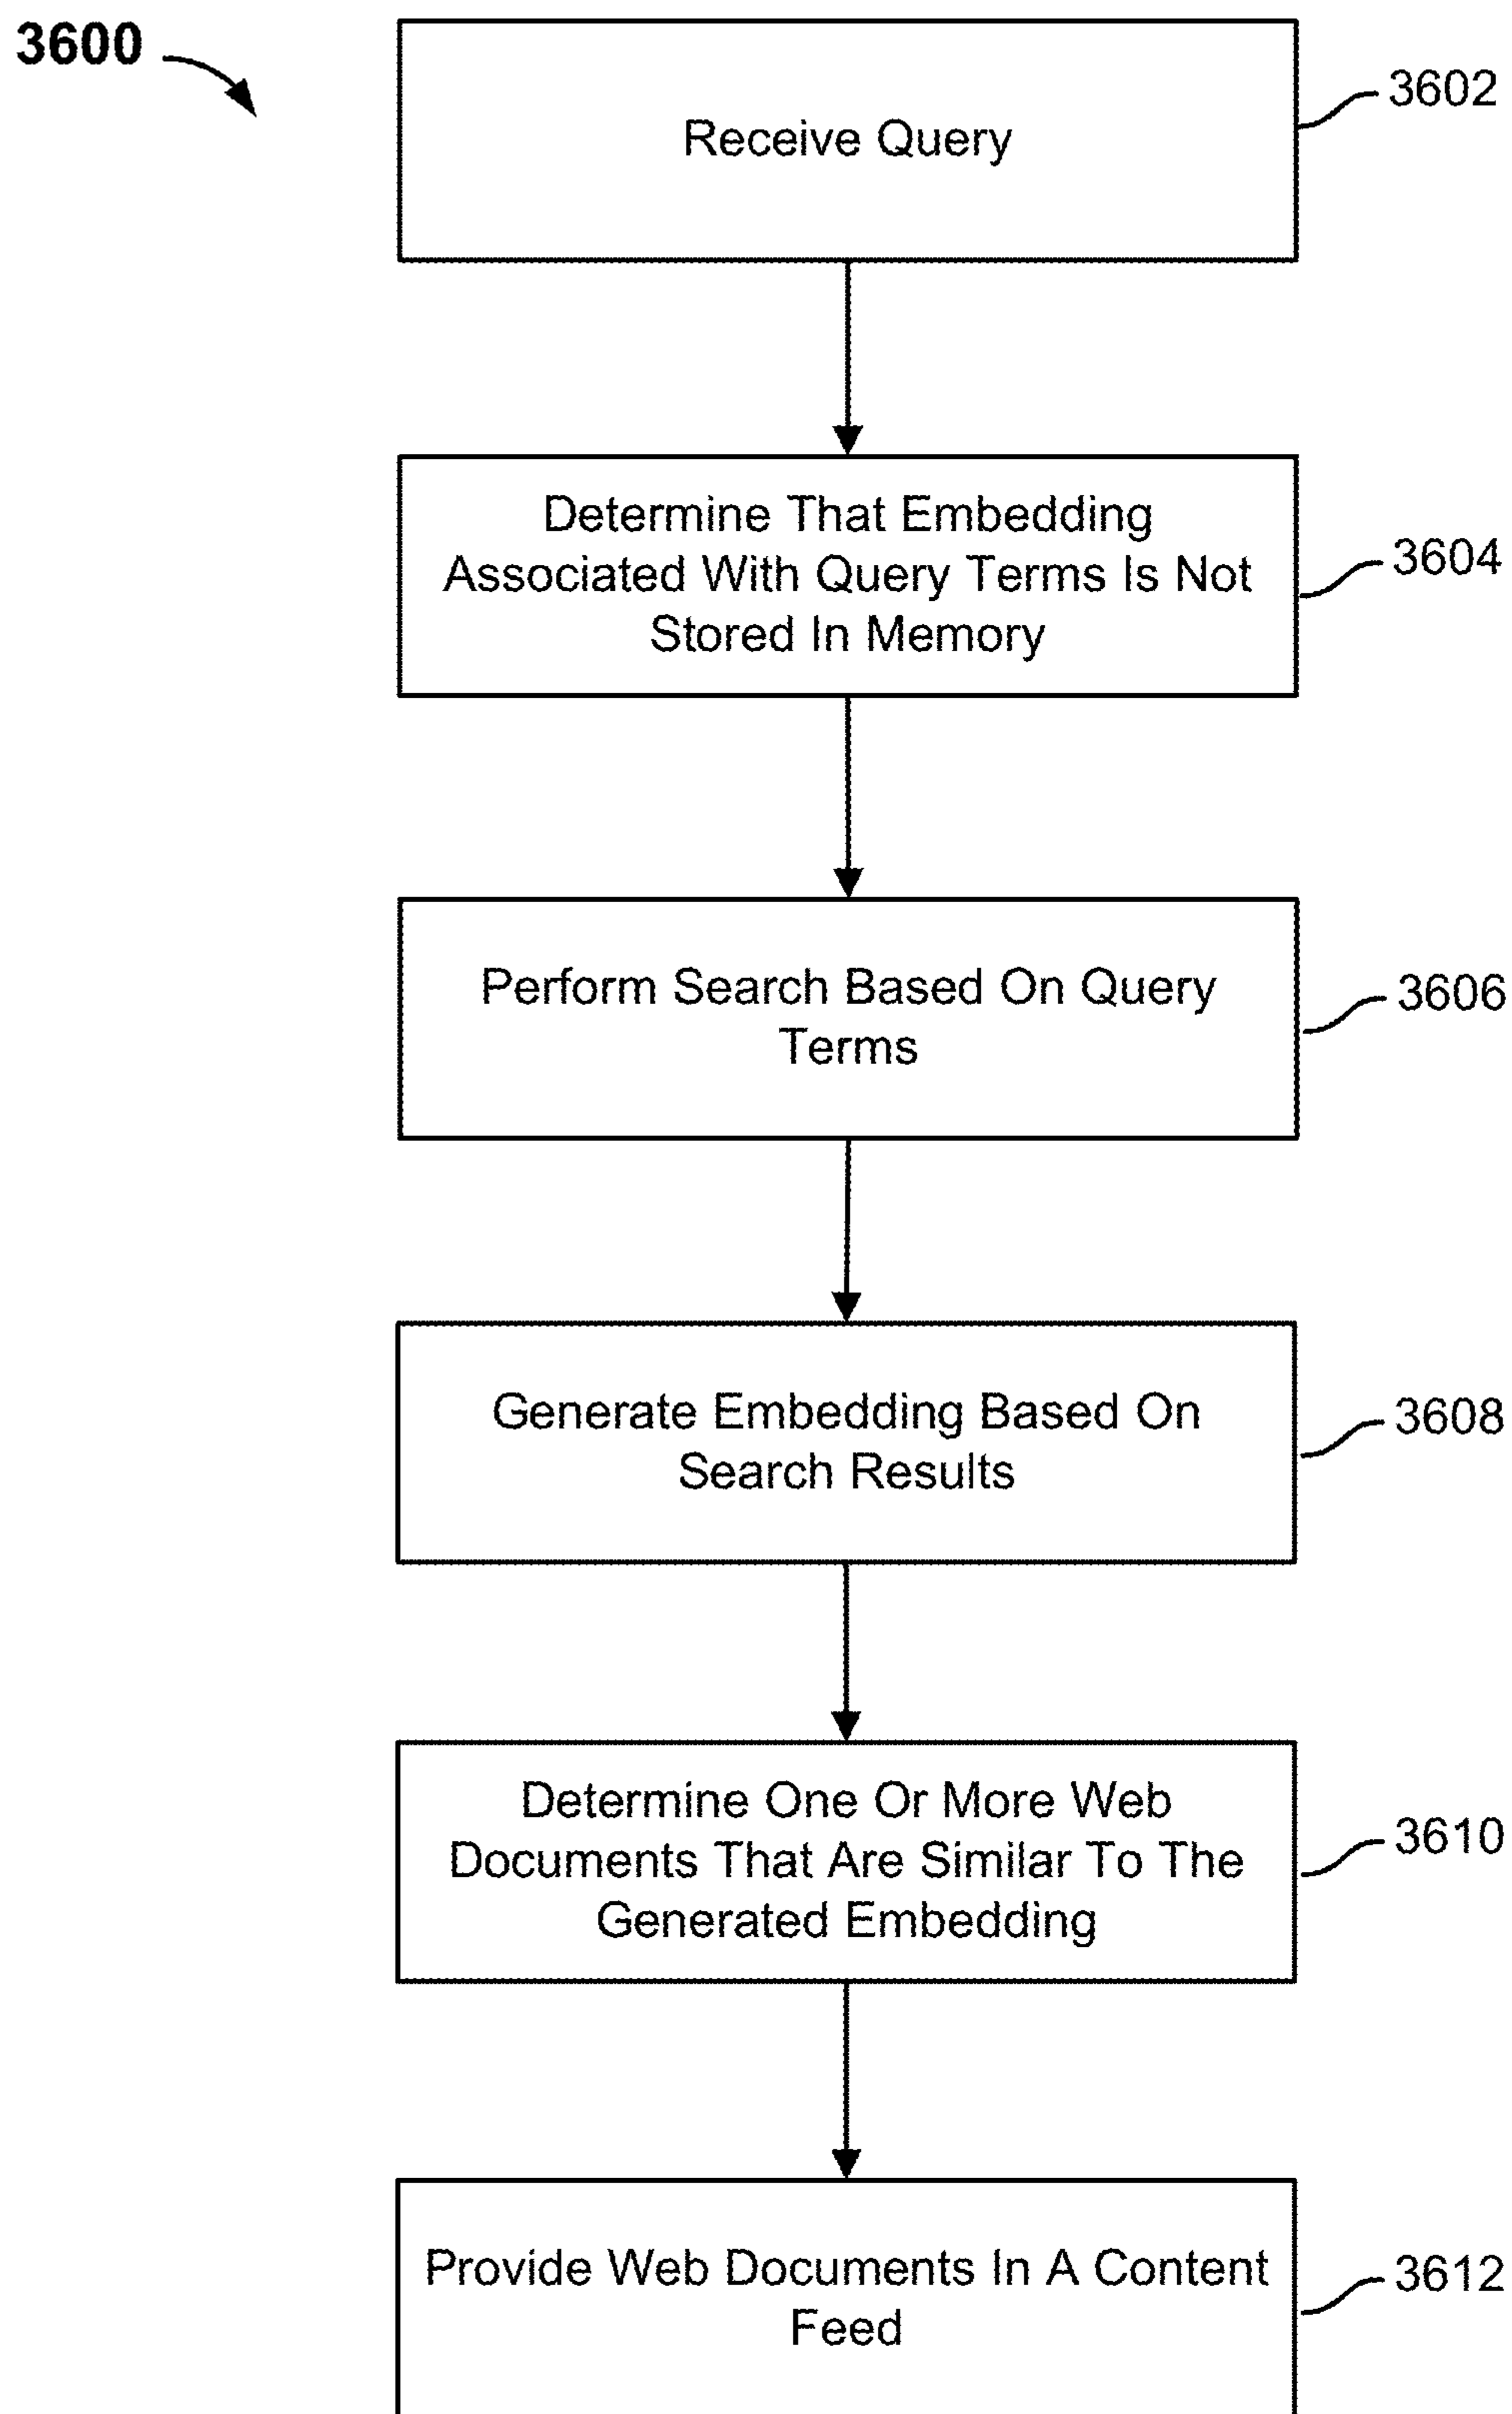 3600
Receive Query
3602
Determine That Embedding
Associated With Query Terms Is Not
Stored In Memory
3604
Perform Search Based On Query
Terms
3606
Generate Embedding Based On
Search Results
3608
Determine One Or More Web
Documents That Are Similar To The
Generated Embedding
3610
Provide Web Documents In A Content
Feed
3612